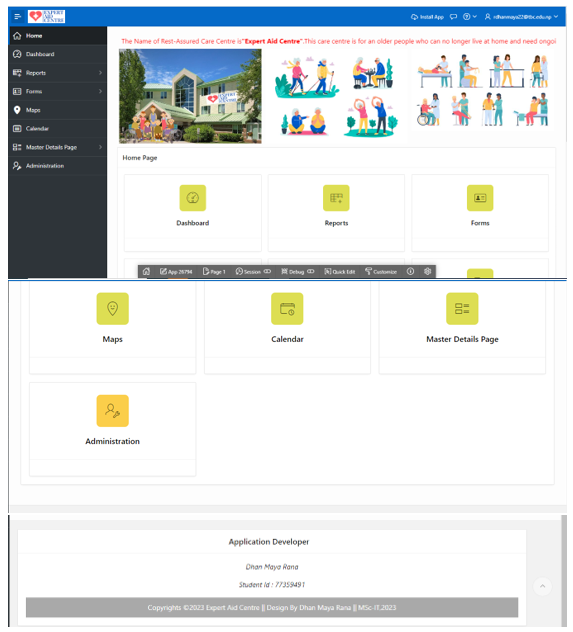 EXPERT
AID
CENTRE
Install App
rdhanmaya23@tbc.edu.np
Home
Dashboard
Reports
Forms
Maps
Calendar
Master Details Page
Administration
The Name of Rest-Assured Care Centre is"Expert Aid Centre".This care centre is for an older people who can no longer live at home and need ongoi
Home Page
Dashboard
Reports
Forms
App 26794
Page 1
Session
Debug
Quick Edit
Customize
Maps
Calendar
Master Details Page
Administration
Application Developer
Dhan Maya Rana
Student Id : 77359491
Copyrights ©2023 Expert Aid Centre || Design By Dhan Maya Rana || MSc-IT.2023